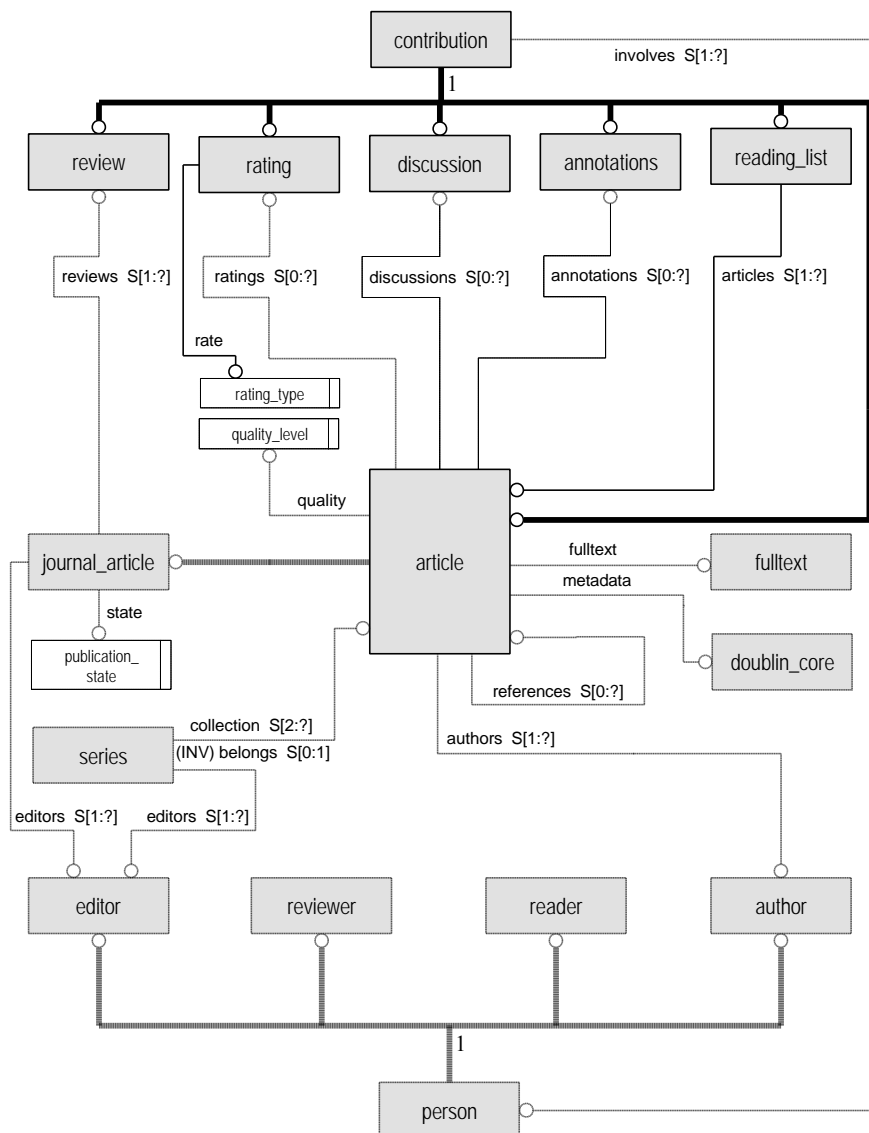 contribution
involves S[1:?]
1
review
rating
discussion
annotations
reading_list
reviews S[1:?]
ratings S[0:?]
discussions S[0:?]
annotations S[0:?]
articles S[1:?]
rate
rating_type
quality_level
quality
journal_article
article
fulltext
fulltext
metadata
state
publication_
state
doublin_core
references S[0:?]
collection S[2:?]
(INV) belongs S[0:1]
series
authors S[1:?]
editors S[1:?]
editors S[1:?]
editor
reviewer
reader
author
1
person